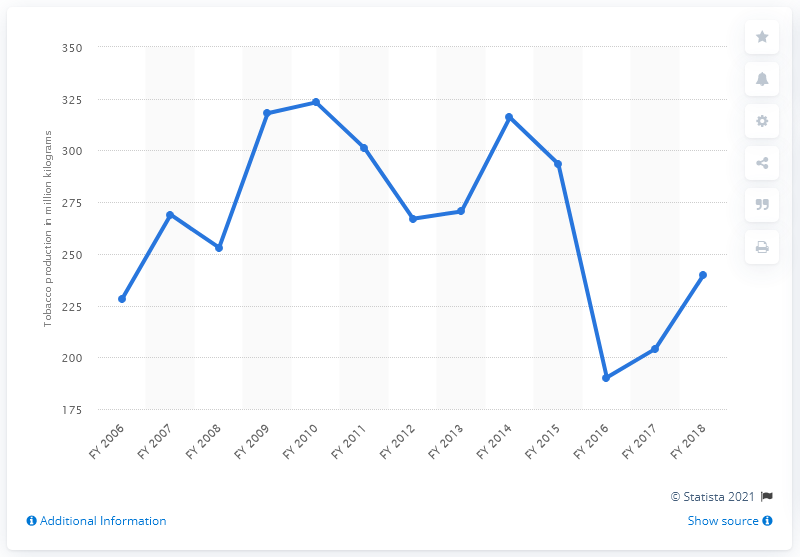 350
325
300
275
250
225
200
175
Tobacco production in million kilograms
FY 2006
FY 2007
FY 2008
FY 2009
FY 2010
FY 2011
FY 2012
FY 2013
FY 2014
FY 2015
FY 2016
FY 2017
FY 2018
© Statista 2021
Additional Information
Show source